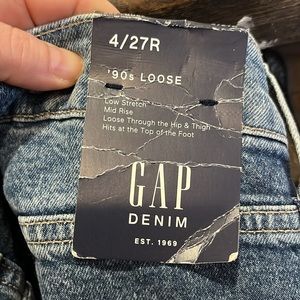 4/27R
'90s LOOSE
Low Stretch
Mid Rise
Loose Through the Hip & Thigh
Hits at the Top of the Foot
GAP
DENIM
EST. 1969